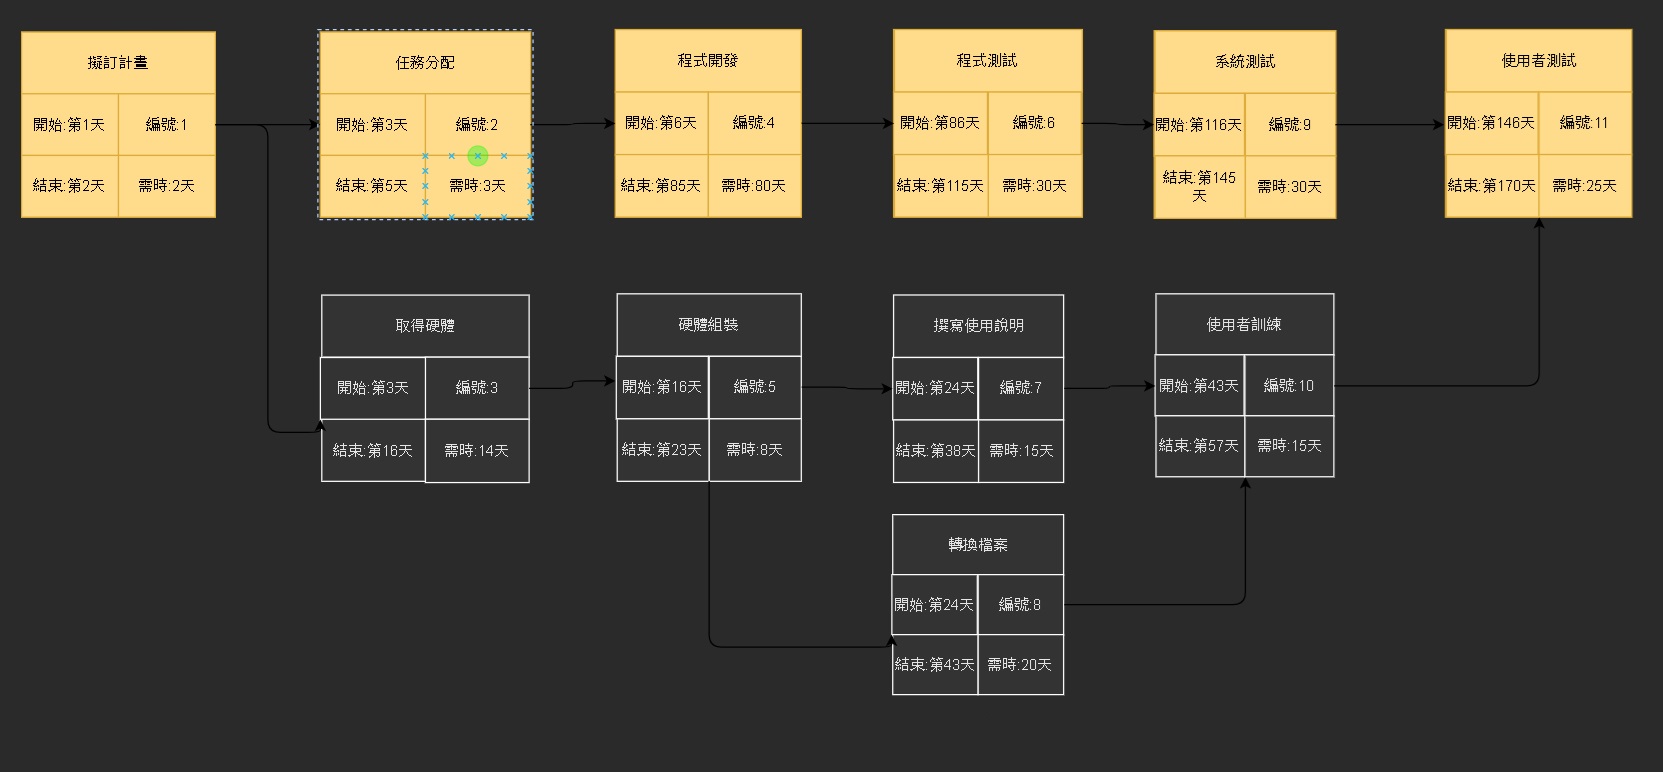 擬訂計畫
開始:第1天
編號:1
結束:第2天
需時:2天
任務分配
開始:第3天
編號:2
結束:第5天
需時:3天
程式開發
開始:第6天
編號:4
結束:第85天
需時:80天
程式測試
開始:第86天
編號:6
結束:第115天
需時:30天
系統測試
開始:第116天
編號:9
結束:第145
天
需時:30天
使用者測試
開始:第146天
編號:11
結束:第170天
需時:25天
取得硬體
開始:第3天
編號:3
結束:第16天
需時:14天
硬體組裝
開始:第16天
編號:5
結束:第23天
需時:8天
撰寫使用說明
開始:第24天
編號:7
結束:第38天
需時:15天
使用者訓練
開始:第43天
編號:10
結束:第57天
需時:15天
轉換檔案
開始:第24天
編號:8
結束:第43天
需時:20天